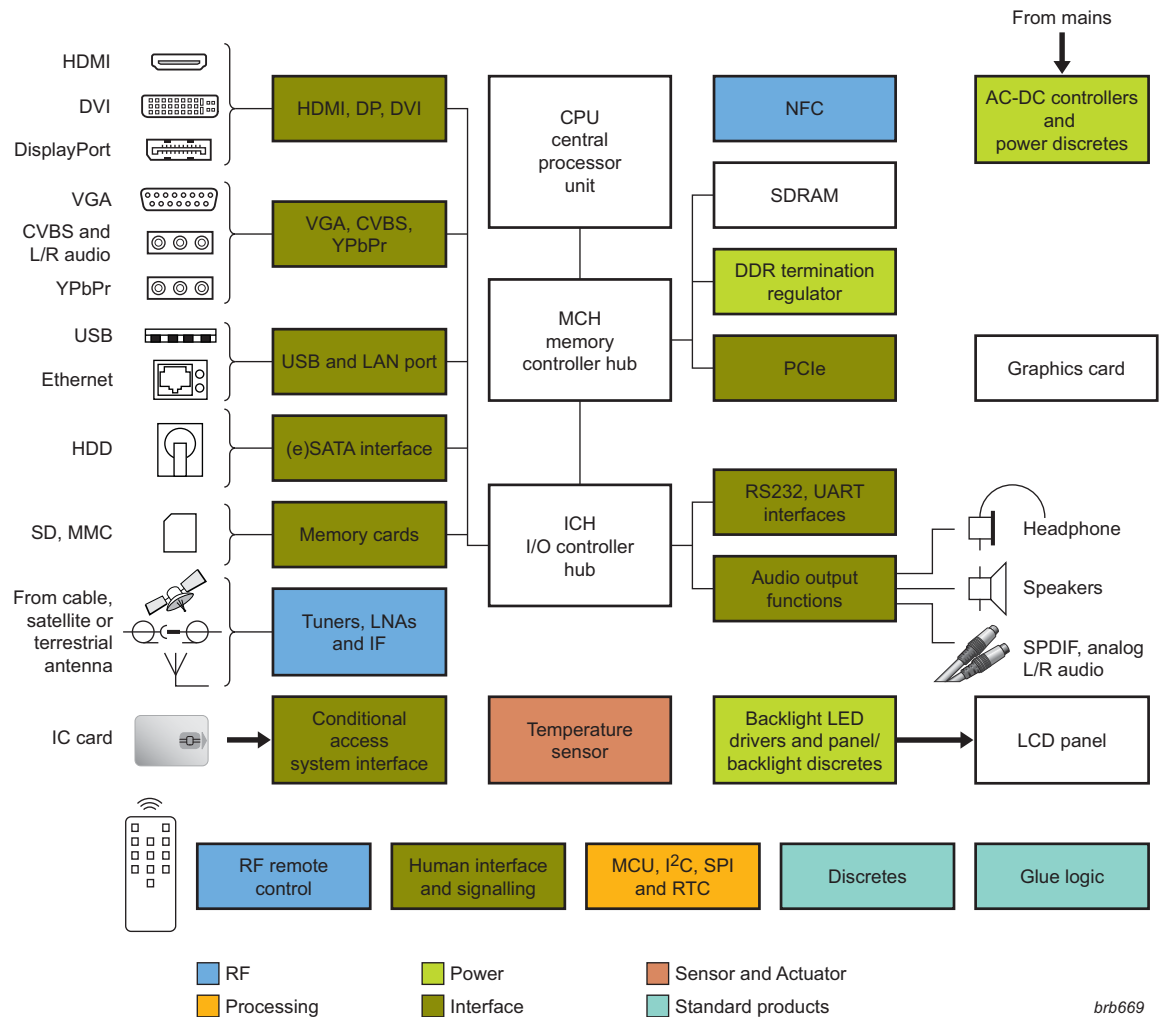 From mains
HDMI
DVI
DisplayPort
HDMI, DP, DVI
CPU
central
processor
unit
NFC
AC-DC controllers
and
power discretes
VGA
CVBS and
L/R audio
YPbPr
VGA, CVBS,
YPbPr
SDRAM
DDR termination
regulator
MCH
memory
controller hub
USB
Ethernet
USB and LAN port
PCIe
Graphics card
HDD
(e)SATA interface
SD, MMC
Memory cards
ICH
I/O controller
hub
RS232, UART
interfaces
Audio output
functions
Headphone
Speakers
SPDIF, analog
L/R audio
From cable,
satellite or
terrestrial
antenna
Tuners, LNAs
and IF
IC card
Conditional
access
system interface
Temperature
sensor
Backlight LED
drivers and panel/
backlight discretes
LCD panel
RF remote
control
Human interface
and signalling
MCU, I²C, SPI
and RTC
Discretes
Glue logic
RF
Power
Sensor and Actuator
Processing
Interface
Standard products
brb669